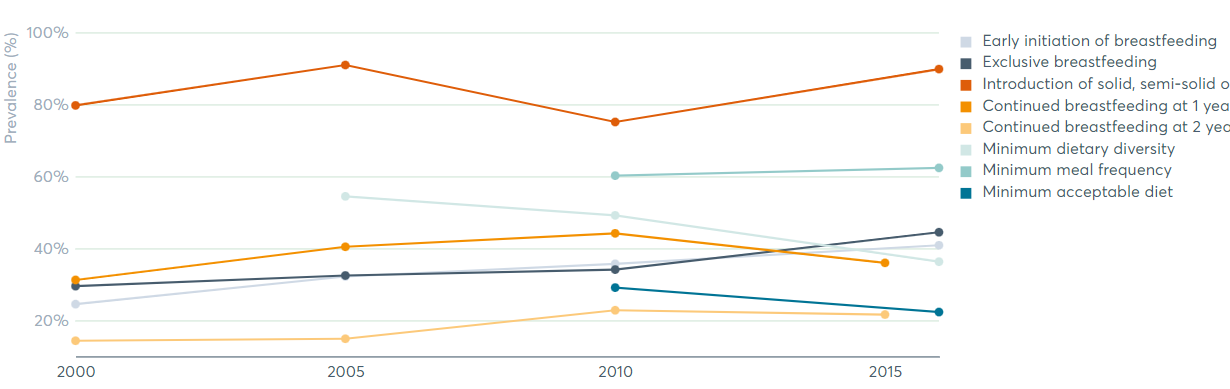 Prevalence (%)
100%
80%
60%
40%
20%
2000
2005
2010
2015
Early initiation of breastfeeding
Exclusive breastfeeding
Introduction of solid, semi-solid
Continued breastfeeding at 1
Continued breastfeeding at 2
Minimum dietary diversity
Minimum meal frequency
Minimum acceptable diet